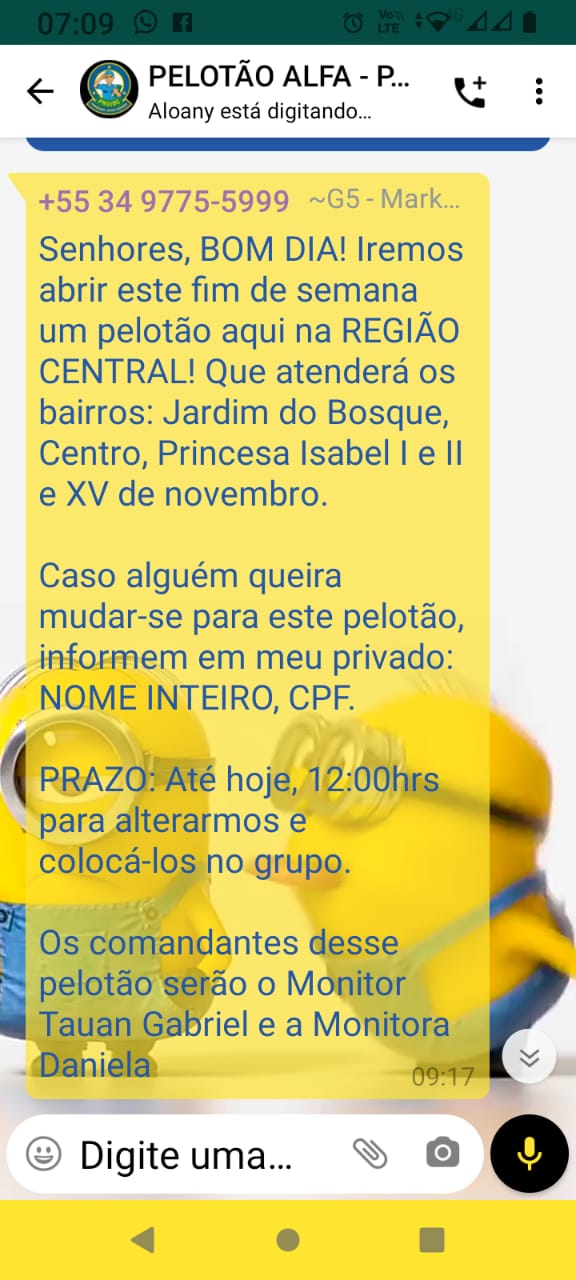 07:09
Vo
LTE
4G
PELOTÃO ALFA - P...
Aloany está digitando...
+55 34 9775-5999 ~G5 - Mark...
Senhores, BOM DIA! Iremos
abrir este fim de semana
um pelotão aqui na REGIÃO
CENTRAL! Que atenderá os
bairros: Jardim do Bosque,
Centro, Princesa Isabel I e II
e XV de novembro.
Caso alguém queira
mudar-se para este pelotão,
informem em meu privado:
NOME INTEIRO, CPF.
PRAZO: Até hoje, 12:00hrs
para alterarmos e
colocá-los no grupo.
Os comandantes desse
pelotão serão o Monitor
Tauan Gabriel e a Monitora
Daniela
09:17
Digite uma...